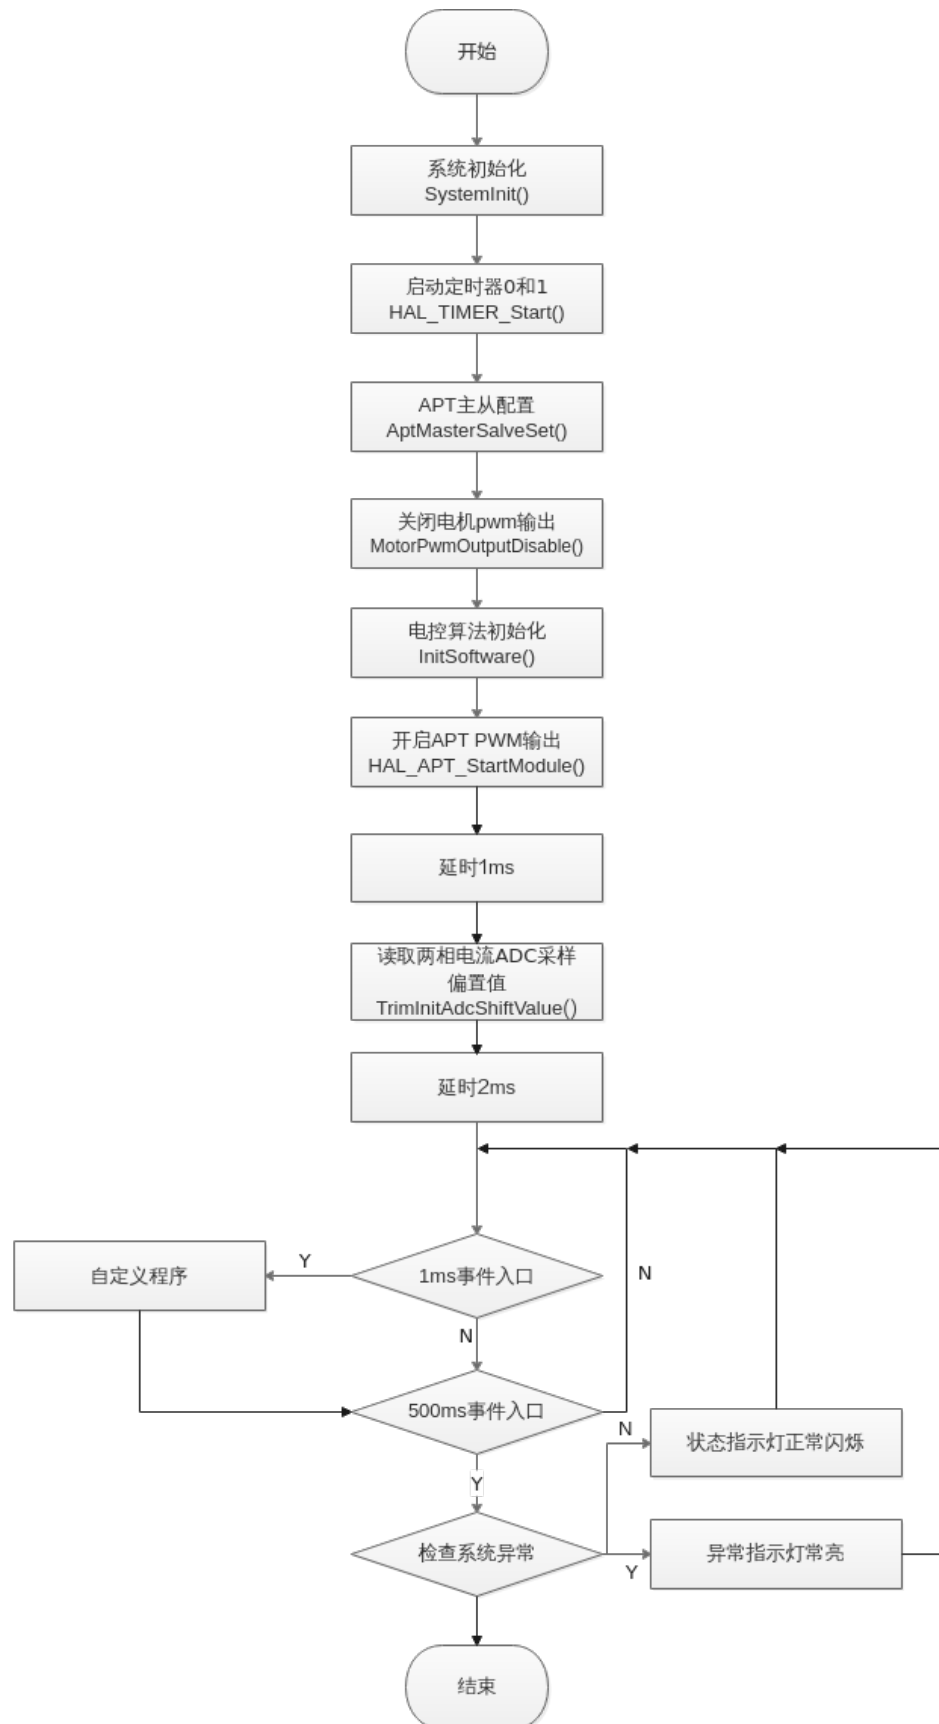 开始
系统初始化
SystemInit()
启动定时器0和1
HAL_TIMER_Start()
APT主从配置
AptMasterSalveSet()
关闭电机pwm输出
MotorPwmOutputDisable()
电控算法初始化
InitSoftware()
开启APT PWM输出
HAL_APT_StartModule()
延时1ms
读取两相电流ADC采样
偏置值
TrimInitAdcShiftValue()
延时2ms
自定义程序
Y
1ms事件入口
N
N
500ms事件入口
N
状态指示灯正常闪烁
Y
检查系统异常
Y
异常指示灯常亮
结束